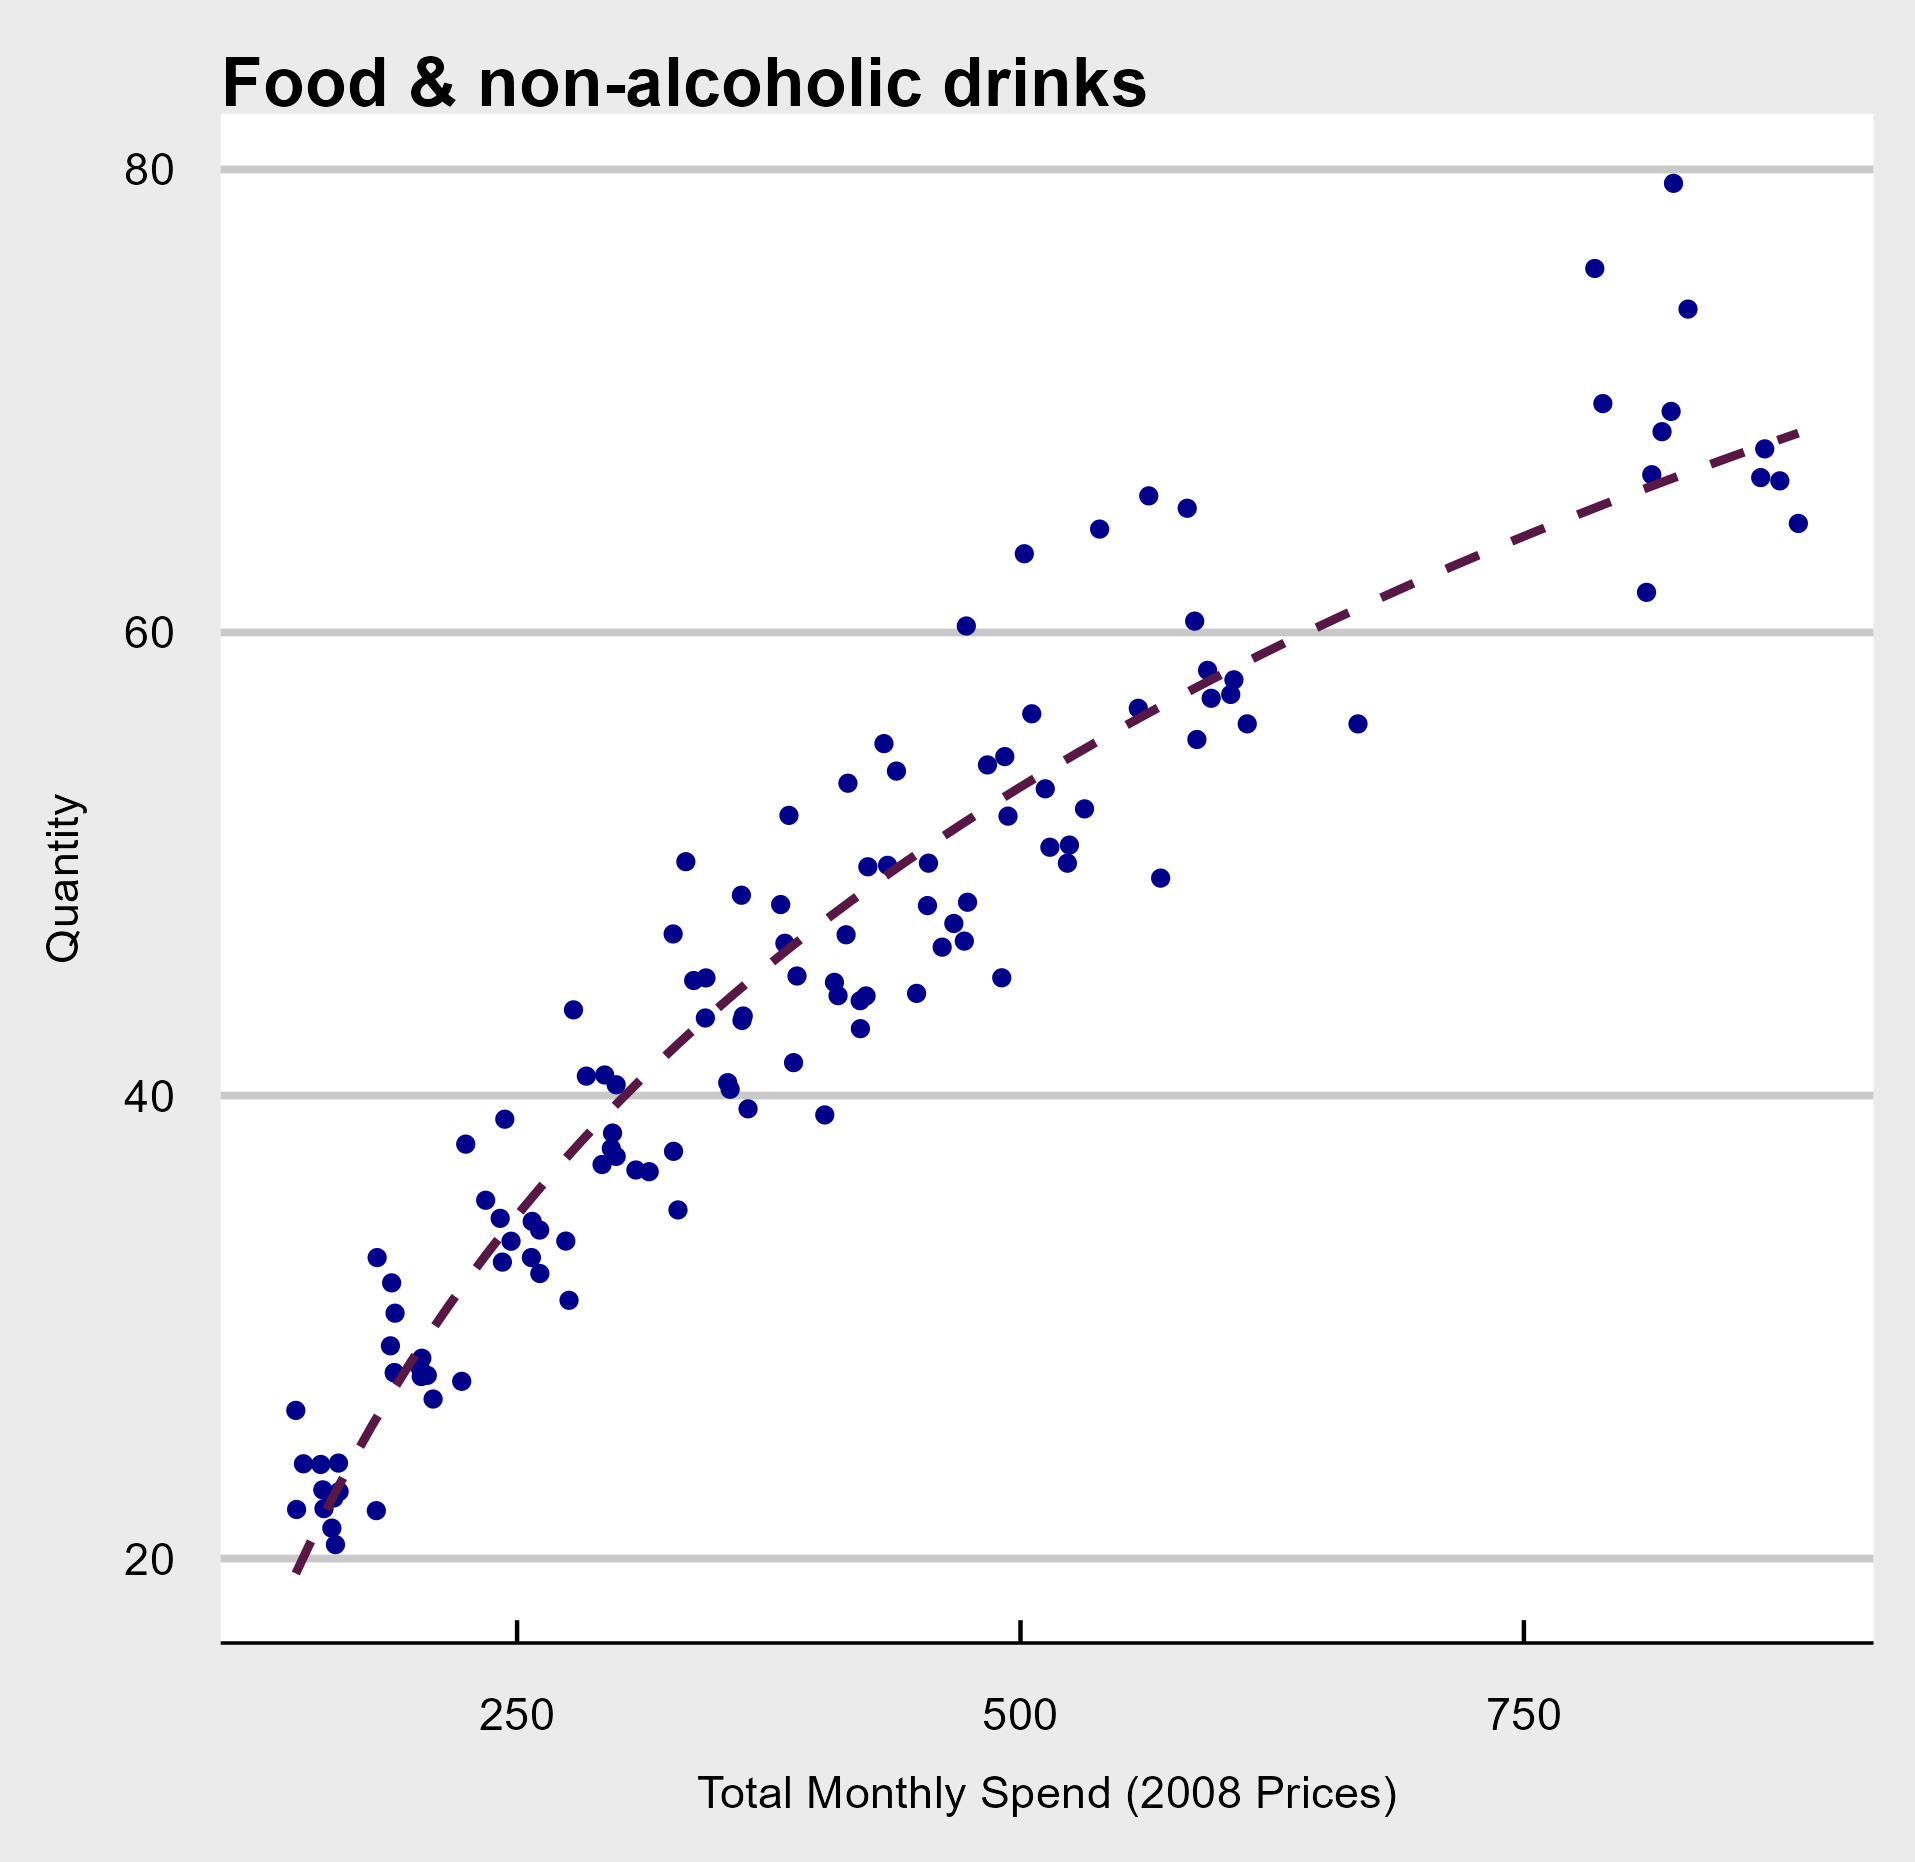 Food & non-alcoholic drinks
80
60
40
20
Quantity
250 500 750
Total Monthly Spend (2008 Prices)